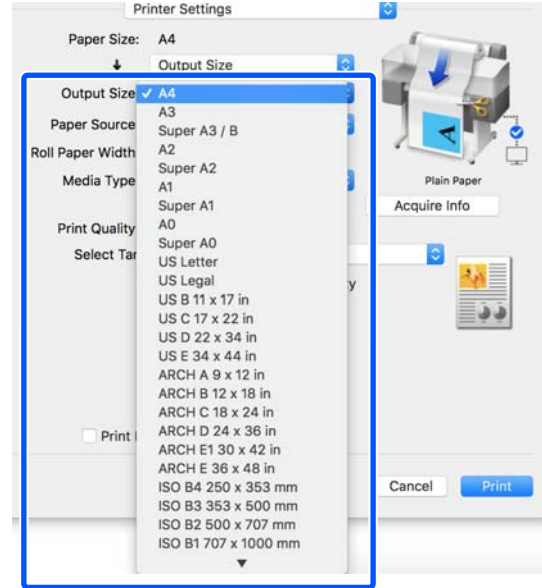 Printer Settings
Paper Size: A4
Output Size
Output Size ✓ A4
A3
Paper Source
Super A3 / B
Roll Paper Width
A2
Super A2
Media Type
A1
Plain Paper
Super A1
Acquire Info
Print Quality
A0
Super A0
Select Tar
US Letter
US Legal
y
US B 11 x 17 in
US C 17 x 22 in
US D 22 x 34 in
US E 34 x 44 in
ARCH A 9 x 12 in
ARCH B 12 x 18 in
ARCH C 18 x 24 in
ARCH D 24 x 36 in
Print
ARCH E1 30 x 42 in
ARCH E 36 x 48 in
ISO B4 250 x 353 mm
Cancel
Print
ISO B3 353 x 500 mm
ISO B2 500 x 707 mm
ISO B1 707 x 1000 mm